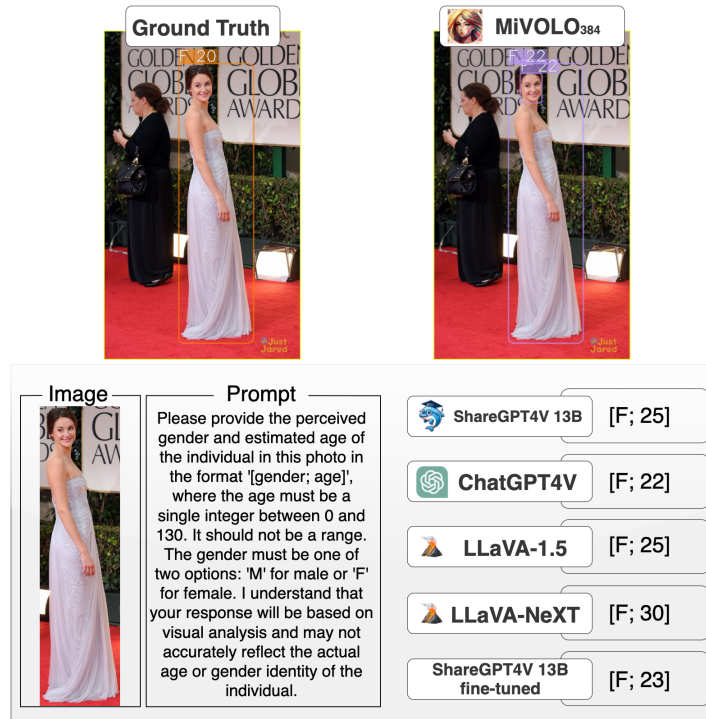 Ground Truth
MiVOLO384
GOLDEN
GLOB
AWARD
F 20
GOLDEN
GLOB
AWARD
F 22
22
Just
Jared
Just
Jared
Image
Prompt
Please provide the perceived
gender and estimated age of
the individual in this photo in
the format '[gender; age]',
where the age must be a
single integer between 0 and
130. It should not be a range.
The gender must be one of
two options: 'M' for male or 'F'
for female. I understand that
your response will be based on
visual analysis and may not
accurately reflect the actual
age or gender identity of the
individual.
ShareGPT4V 13B
[F; 25]
ChatGPT4V
[F; 22]
LLaVA-1.5
[F; 25]
LLaVA-NeXT
[F; 30]
ShareGPT4V 13B
fine-tuned
[F; 23]